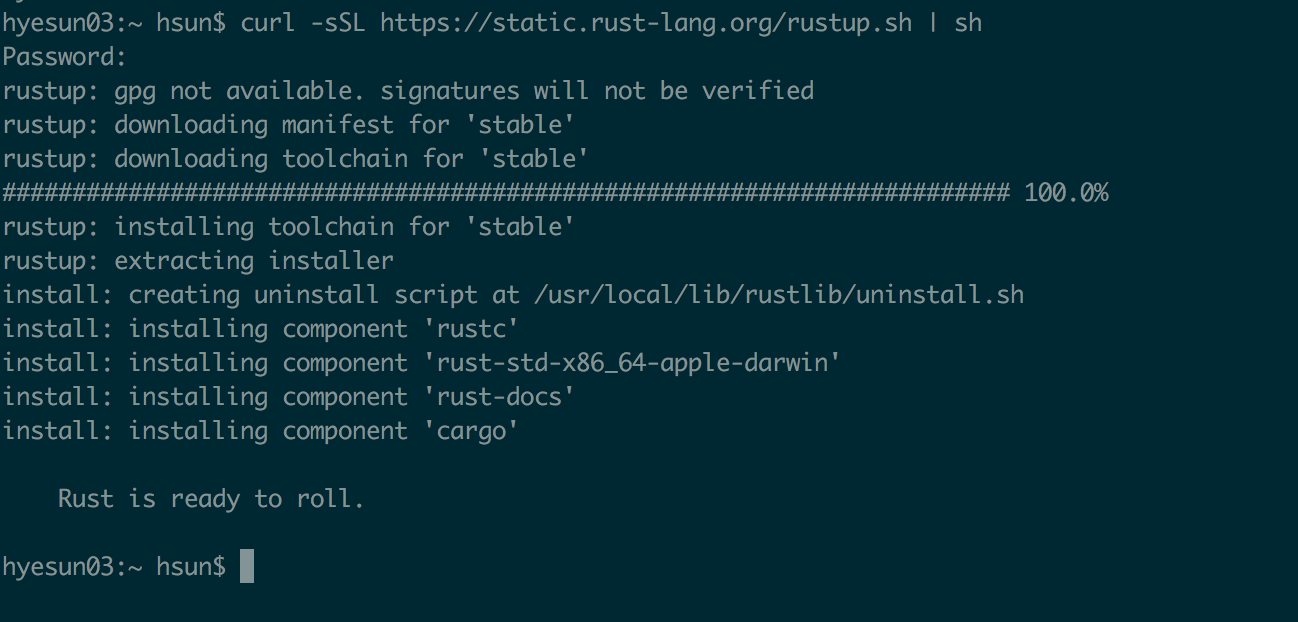 hyesun03:~ hsun$ curl -sSL https://static.rust-lang.org/rustup.sh | sh
Password:
rustup: gpg not available. signatures will not be verified
rustup: downloading manifest for 'stable'
rustup: downloading toolchain for 'stable'
######################################################################## 100.0%
rustup: installing toolchain for 'stable'
rustup: extracting installer
install: creating uninstall script at /usr/local/lib/rustlib/uninstall.sh
install: installing component 'rustc'
install: installing component 'rust-std-x86_64-apple-darwin'
install: installing component 'rust-docs'
install: installing component 'cargo'
Rust is ready to roll.
hyesun03:~ hsun$